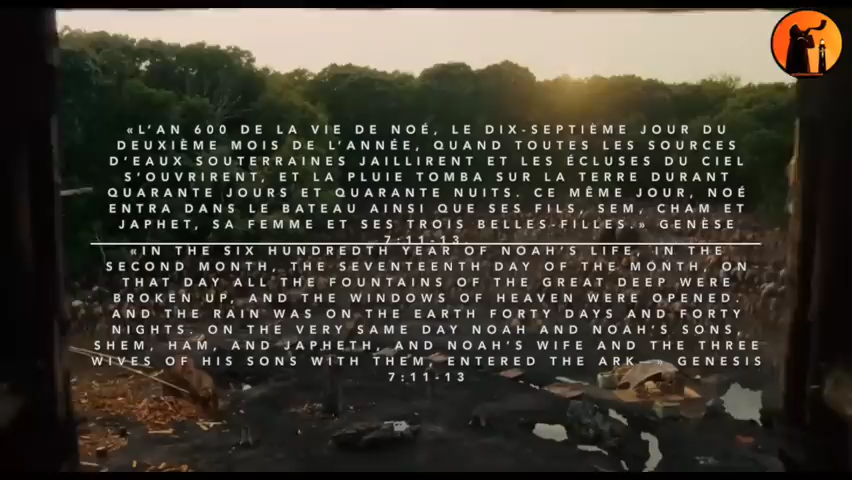 «L'AN 600 DE LA VIE DE NOÉ, LE DIX-SEPTIÈME JOUR DU
DEUXIÈME MOIS DE L'ANNÉE, QUAND TOUTES LES SOURCES
D'EAUX SOUTERRAINES JAILLIRENT ET LES ÉCLUSES DU CIEL
S'OUVRIRENT, ET LA PLUIE TOMBA SUR LA TERRE DURANT
QUARANTE JOURS ET QUARANTE NUITS. CE MÊME JOUR, NOÉ
ENTRA DANS LE BATEAU AINSI QUE SES FILS, SEM, CHAM ET
JAPHET, SA FEMME ET SES TROIS BELLES-FILLES.» GENÈSE
7:11-13
«IN THE SIX HUNDREDTH YEAR OF NOAH'S LIFE, IN THE
SECOND MONTH, THE SEVENTEENTH DAY OF THE MONTH, ON
THAT DAY ALL THE FOUNTAINS OF THE GREAT DEEP WERE
BROKEN UP, AND THE WINDOWS OF HEAVEN WERE OPENED.
AND THE RAIN WAS ON THE EARTH FORTY DAYS AND FORTY
NIGHTS. ON THE VERY SAME DAY NOAH AND NOAH'S SONS,
SHEM, HAM, AND JAPHETH, AND NOAH'S WIFE AND THE THREE
WIVES OF HIS SONS WITH THEM, ENTERED THE ARK—» GENESIS
7:11-13